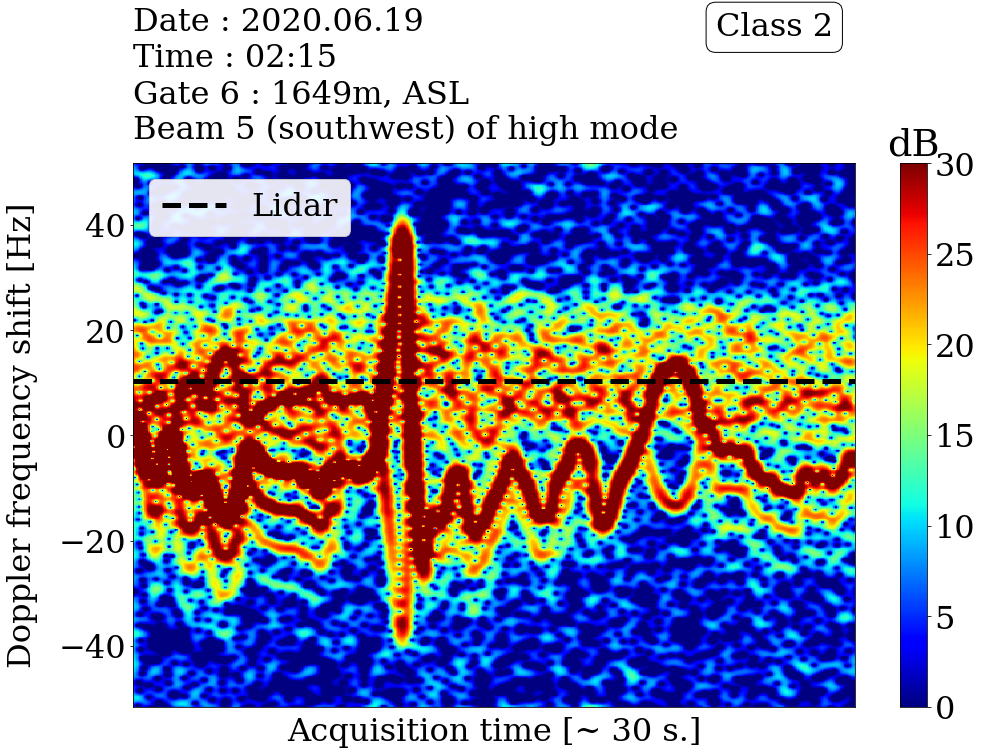 Date : 2020.06.19
Time : 02:15
Gate 6 : 1649m, ASL
Beam 5 (southwest) of high mode
Class 2
dB
Lidar
Doppler frequency shift [Hz]
40
20
0
−20
−40
30
25
20
15
10
5
0
Acquisition time [~ 30 s.]